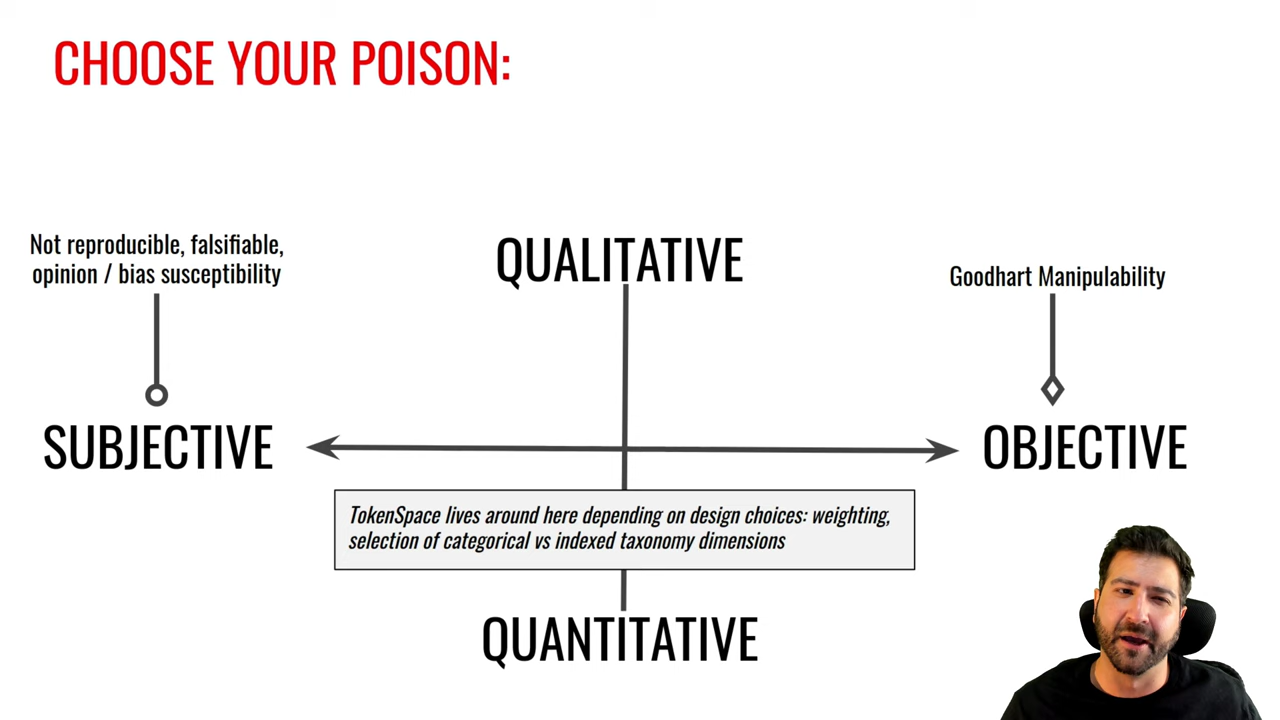 CHOOSE YOUR POISON:
Not reproducible, falsifiable,
opinion / bias susceptibility
QUALITATIVE
Goodhart Manipulability
SUBJECTIVE
OBJECTIVE
TokenSpace lives around here depending on design choices: weighting,
selection of categorical vs indexed taxonomy dimensions
QUANTITATIVE